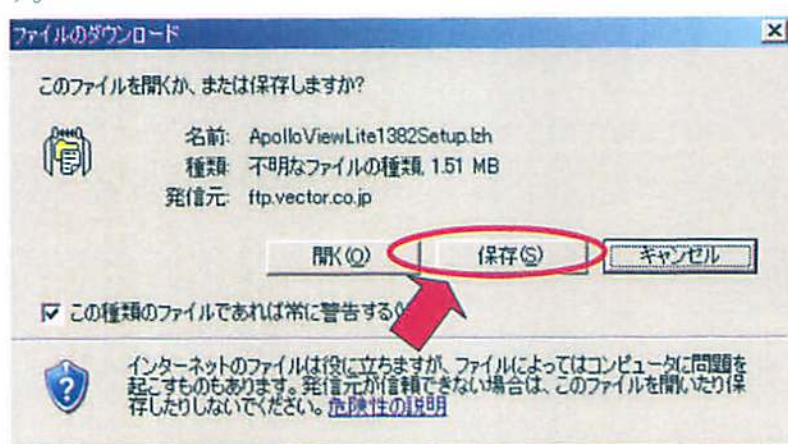 ファイルのダウンロード
このファイルを開くか、または保存しますか?
名前: ApolloViewLite1382Setup.lzh
種類: 不明なファイルの種類, 1.51 MB
発信元: ftp.vector.co.jp
開く(O) 保存(S) キャンセル
この種類のファイルであれば常に警告する
インターネットのファイルは役に立ちますが、ファイルによってはコンピュータに問題を
起こすものもあります。発信元が信頼できない場合は、このファイルを開いたり保
存したりしないでください。危険性の説明